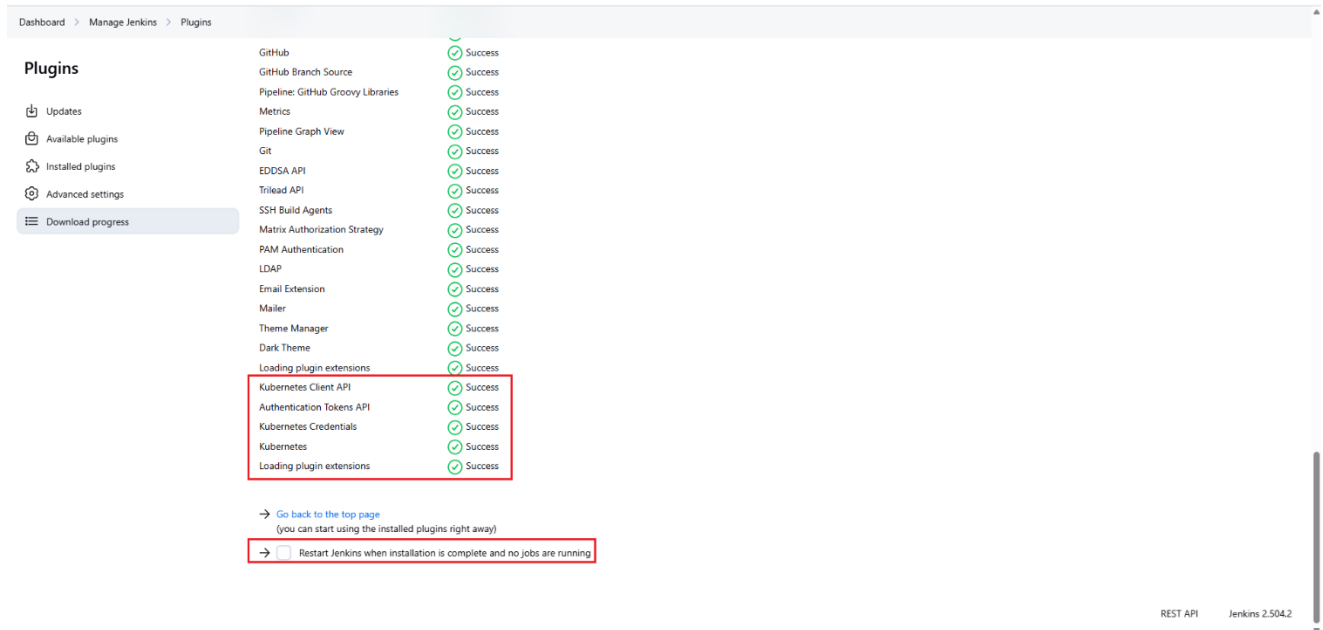 Dashboard > Manage Jenkins > Plugins
Plugins
Updates
Available plugins
Installed plugins
Advanced settings
Download progress
GitHub Success
GitHub Branch Source Success
Pipeline: GitHub Groovy Libraries Success
Metrics Success
Pipeline Graph View Success
Git Success
EDDSA API Success
Trilead API Success
SSH Build Agents Success
Matrix Authorization Strategy Success
PAM Authentication Success
LDAP Success
Email Extension Success
Mailer Success
Theme Manager Success
Dark Theme Success
Loading plugin extensions Success
Kubernetes Client API Success
Authentication Tokens API Success
Kubernetes Credentials Success
Kubernetes Success
Loading plugin extensions Success
→ Go back to the top page
(you can start using the installed plugins right away)
→ Restart Jenkins when installation is complete and no jobs are running
REST API Jenkins 2.504.2